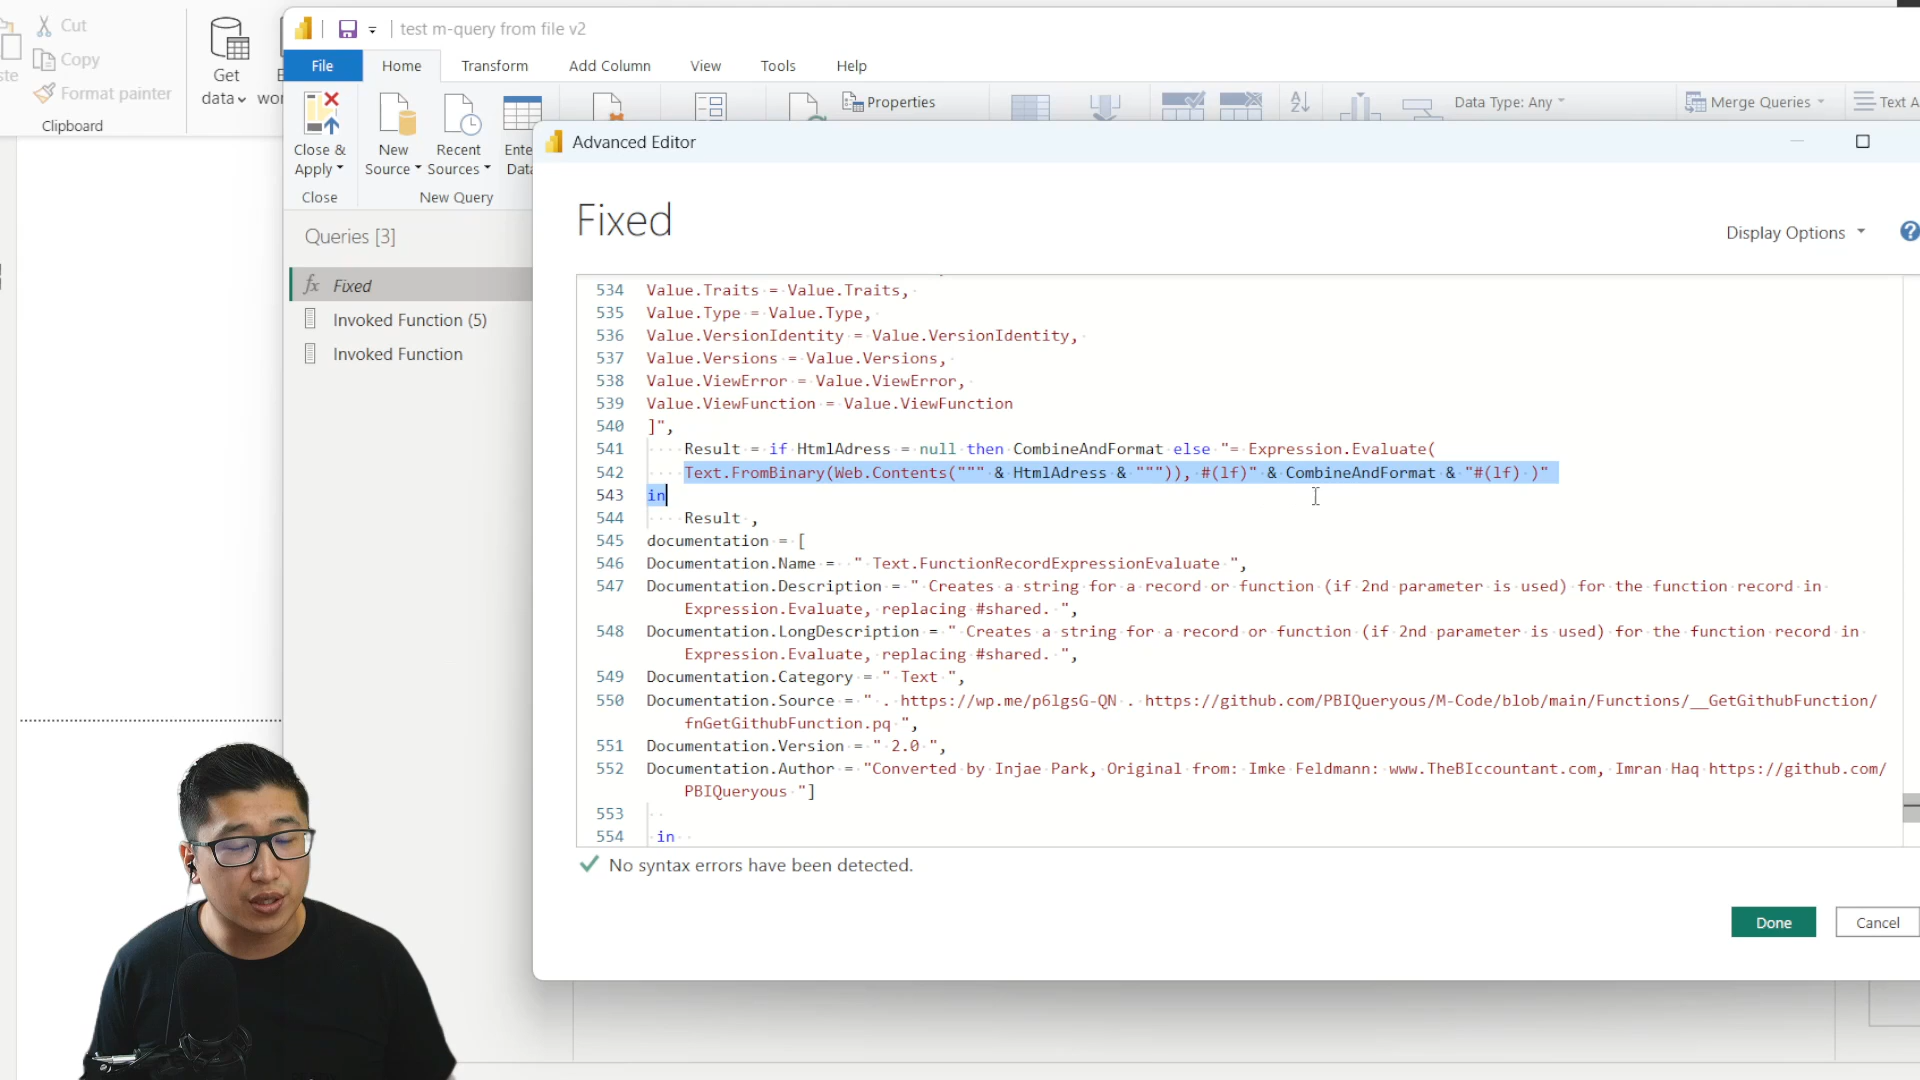 Cut
Copy
Format painter
Clipboard
Get
data
test m-query from file v2
File
Home
Transform
Add Column
View
Tools
Help
Close &
Apply
Close
New
Source
Recent
Sources
New Query
Properties
Data Type: Any
Merge Queries
Text A
Queries [3]
fx Fixed
Invoked Function (5)
Invoked Function
Advanced Editor
Fixed
Display Options
?
534 Value.Traits = Value.Traits,
535 Value.Type = Value.Type,
536 Value.VersionIdentity = Value.VersionIdentity,
537 Value.Versions = Value.Versions,
538 Value.ViewError = Value.ViewError,
539 Value.ViewFunction = Value.ViewFunction
540 ]",
541 Result = if HtmlAdress = null then CombineAndFormat else "= Expression.Evaluate(
542 Text.FromBinary(Web.Contents(""" & HtmlAdress & """)), #(lf)" & CombineAndFormat & "#(lf) )"
543 in
544 Result ,
545 documentation = [
546 Documentation.Name = " Text.FunctionRecordExpressionEvaluate ",
547 Documentation.Description = " Creates a string for a record or function (if 2nd parameter is used) for the function record in
Expression.Evaluate, replacing #shared. ",
548 Documentation.LongDescription = " Creates a string for a record or function (if 2nd parameter is used) for the function record in
Expression.Evaluate, replacing #shared. ",
549 Documentation.Category = " Text ",
550 Documentation.Source = " . https://wp.me/p6lgsG-QN . https://github.com/PBIQueryous/M-Code/blob/main/Functions/__GetGithubFunction/
fnGetGithubFunction.pq ",
551 Documentation.Version = " 2.0 ",
552 Documentation.Author = "Converted by Injae Park, Original from: Imke Feldmann: www.TheBIccountant.com, Imran Haq https://github.com/
PBIQueryous "]
553
554 in
No syntax errors have been detected.
Done
Cancel